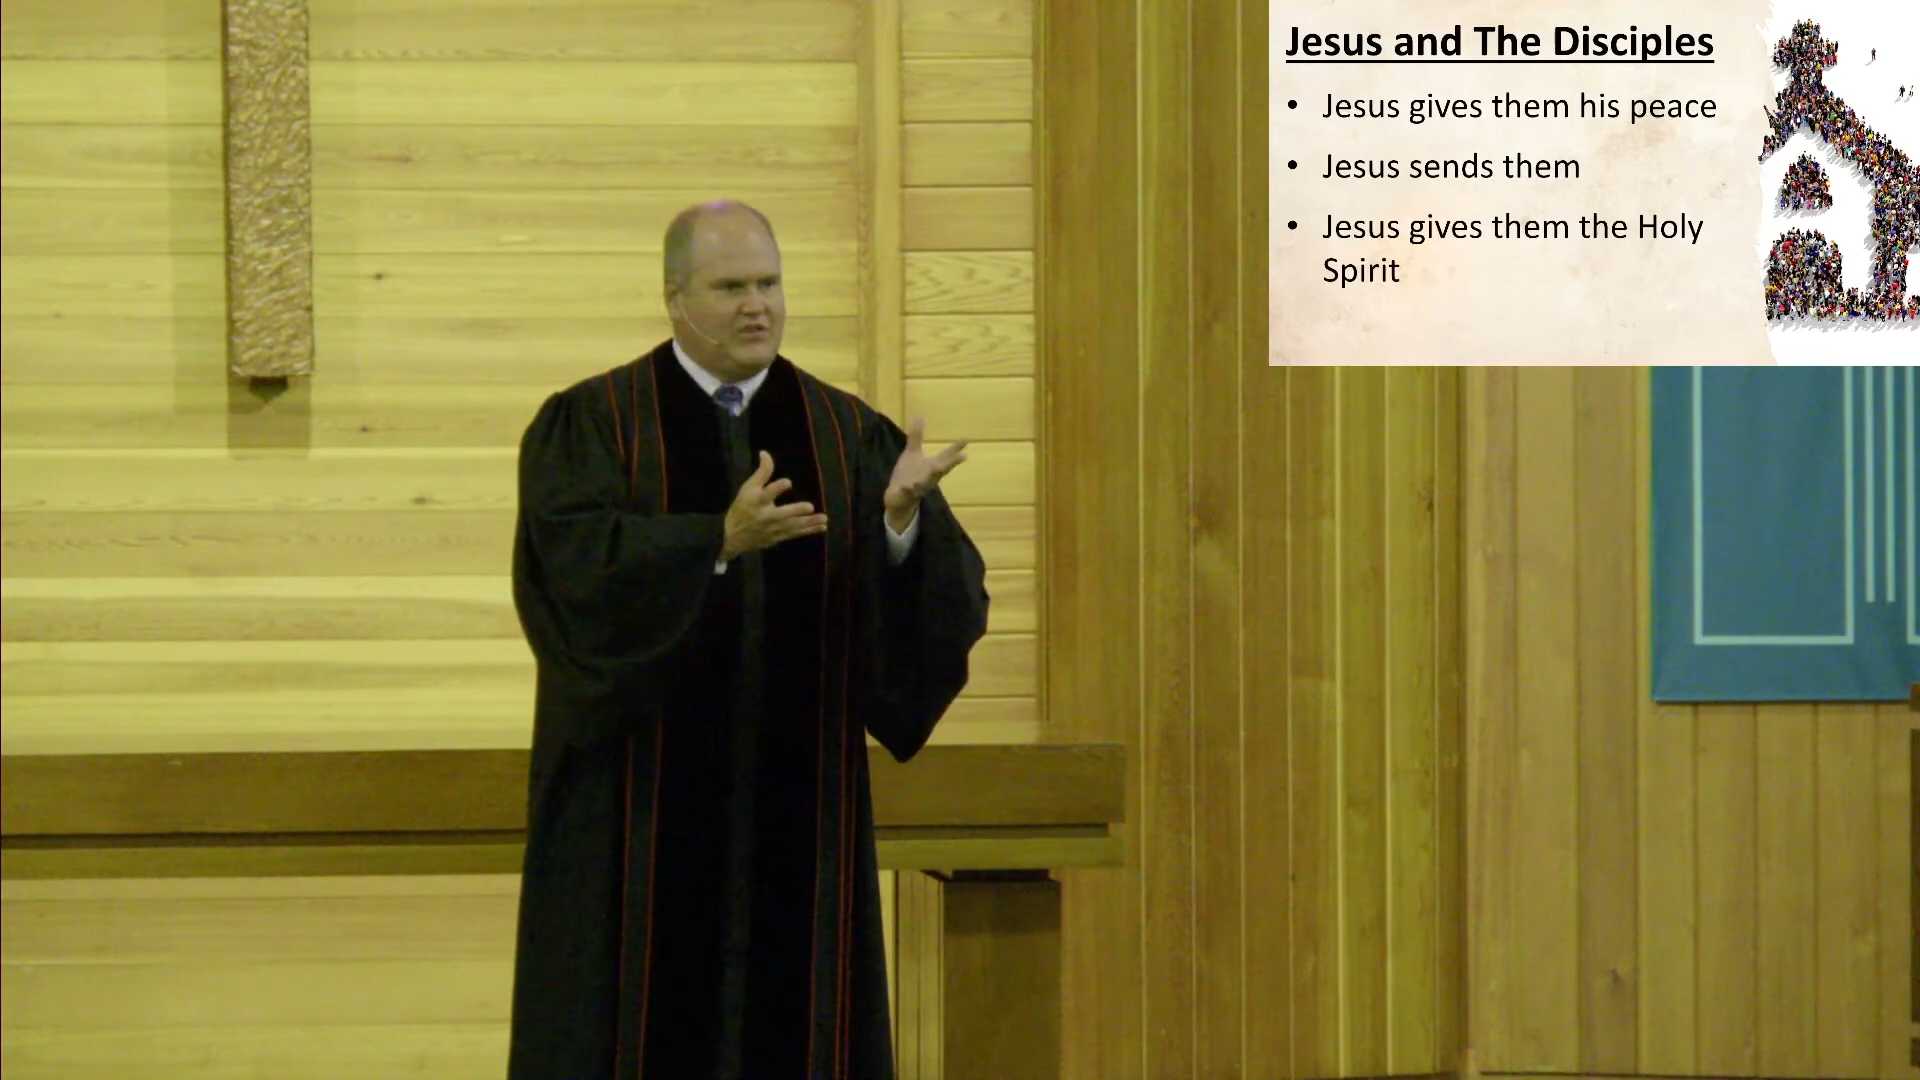 Jesus and The Disciples
• Jesus gives them his peace
• Jesus sends them
• Jesus gives them the Holy
Spirit